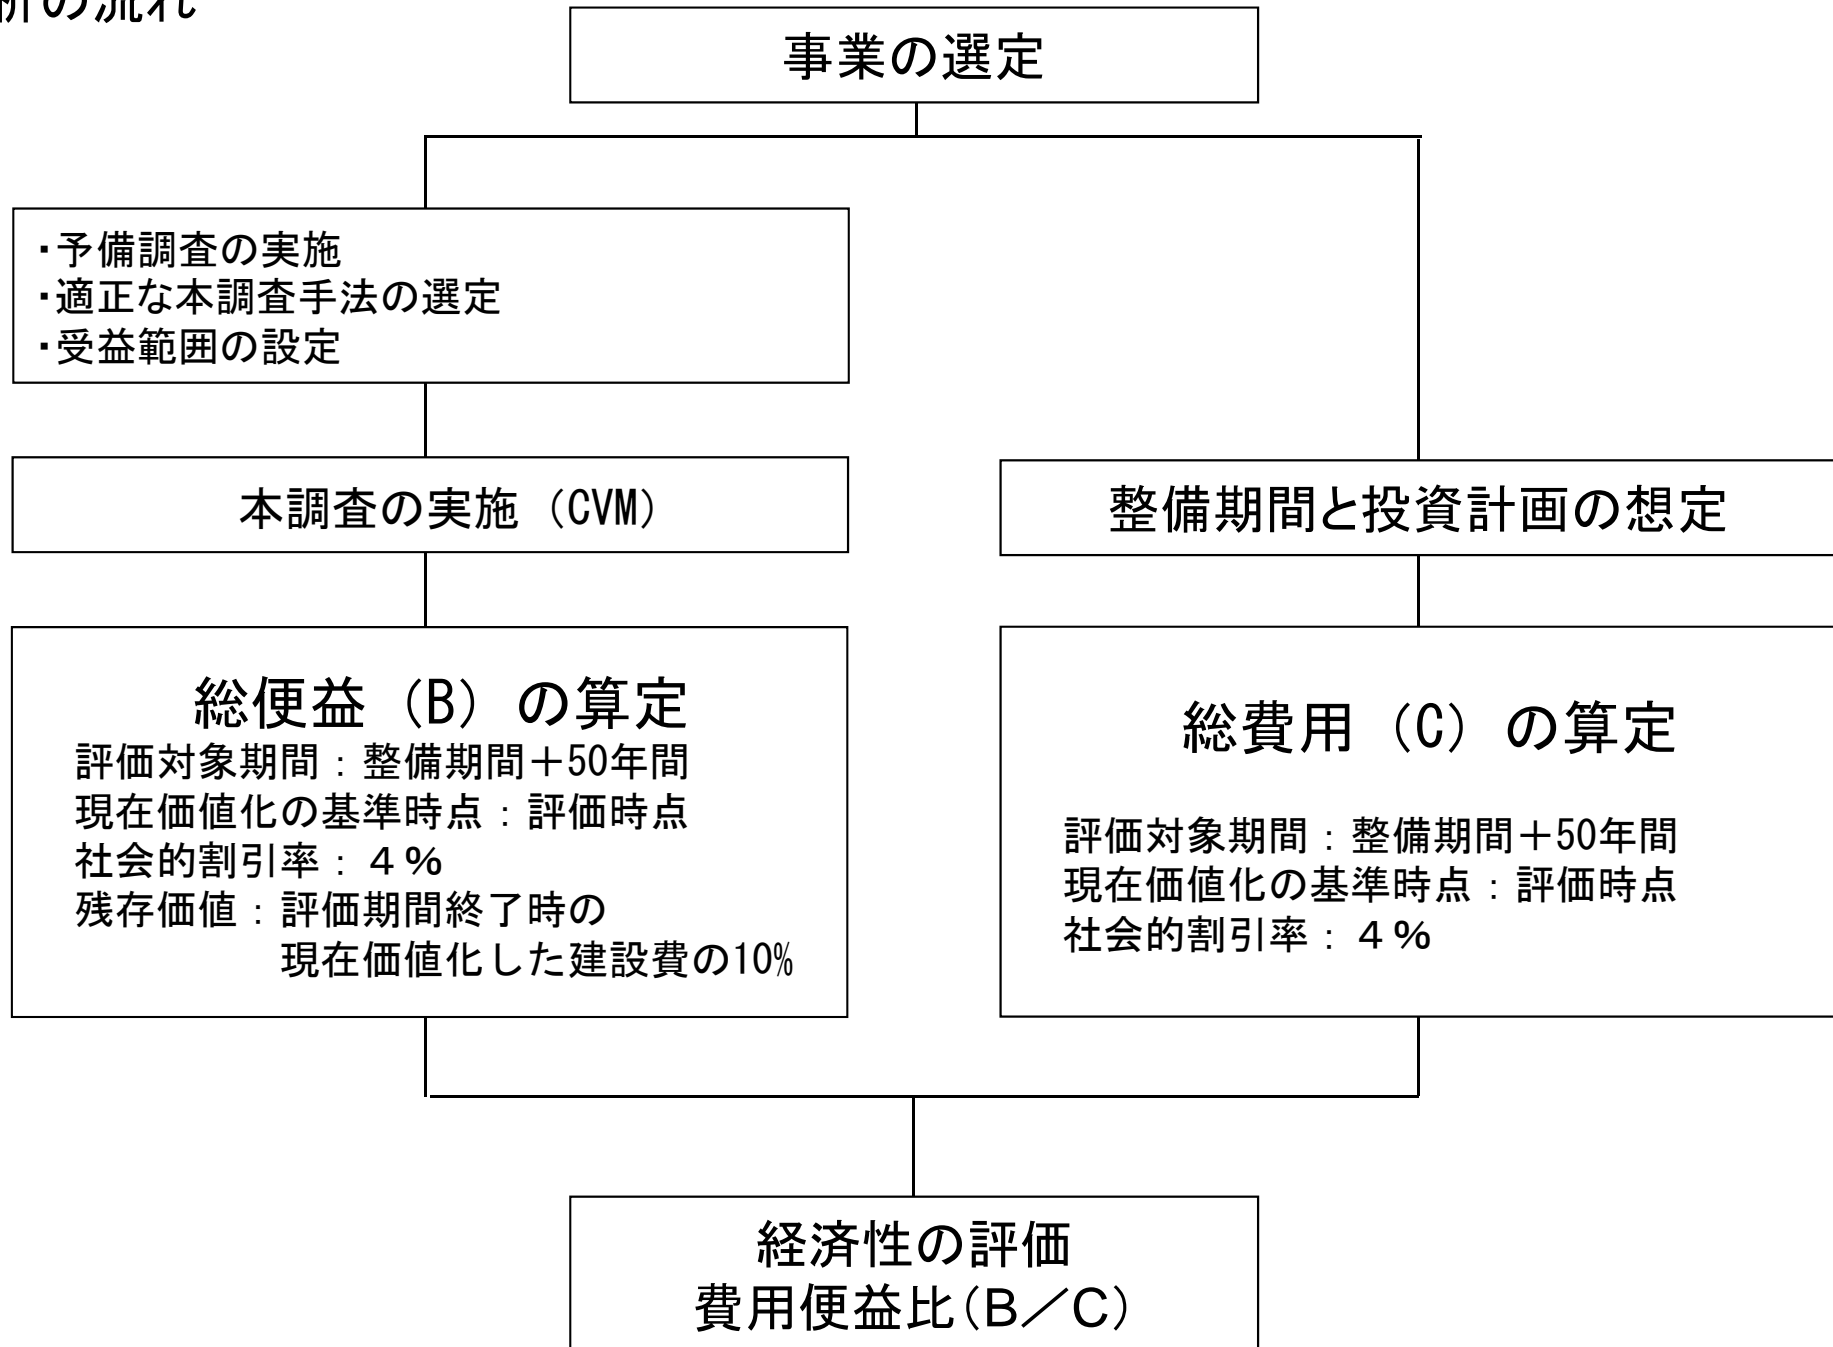 析の流れ
事業の選定
・予備調査の実施
・適正な本調査手法の選定
・受益範囲の設定
本調査の実施（CVM）
整備期間と投資計画の想定
総便益（B）の算定
評価対象期間：整備期間＋50年間
現在価値化の基準時点：評価時点
社会的割引率：４％
残存価値：評価期間終了時の
現在価値化した建設費の10%
総費用（C）の算定
評価対象期間：整備期間＋50年間
現在価値化の基準時点：評価時点
社会的割引率：４％
経済性の評価
費用便益比（B／C）